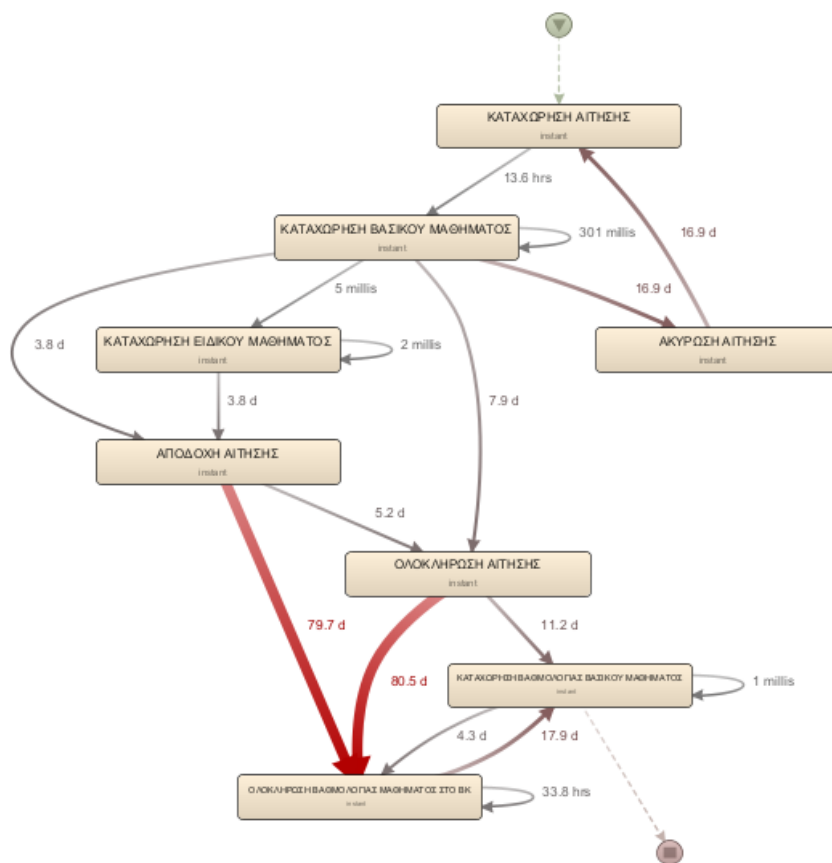 ΚΑΤΑΧΩΡΗΣΗ ΑΙΤΗΣΗΣ
instant
13.6 hrs
ΚΑΤΑΧΩΡΗΣΗ ΒΑΣΙΚΟΥ ΜΑΘΗΜΑΤΟΣ
instant
301 millis
16.9 d
5 millis
16.9 d
ΚΑΤΑΧΩΡΗΣΗ ΕΙΔΙΚΟΥ ΜΑΘΗΜΑΤΟΣ
instant
2 millis
3.8 d
ΑΚΥΡΩΣΗ ΑΙΤΗΣΗΣ
instant
3.8 d
7.9 d
ΑΠΟΔΟΧΗ ΑΙΤΗΣΗΣ
instant
5.2 d
ΟΛΟΚΛΗΡΩΣΗ ΑΙΤΗΣΗΣ
instant
79.7 d
11.2 d
80.5 d
ΚΑΤΑΧΩΡΗΣΗ ΒΑΘΜΟΛΟΓΙΑΣ ΒΑΣΙΚΟΥ ΜΑΘΗΜΑΤΟΣ
instant
1 millis
4.3 d
17.9 d
ΟΛΟΚΛΗΡΩΣΗ ΒΑΘΜΟΛΟΓΙΑΣ ΜΑΘΗΜΑΤΟΣ ΣΤΟ ΒΚ
instant
33.8 hrs